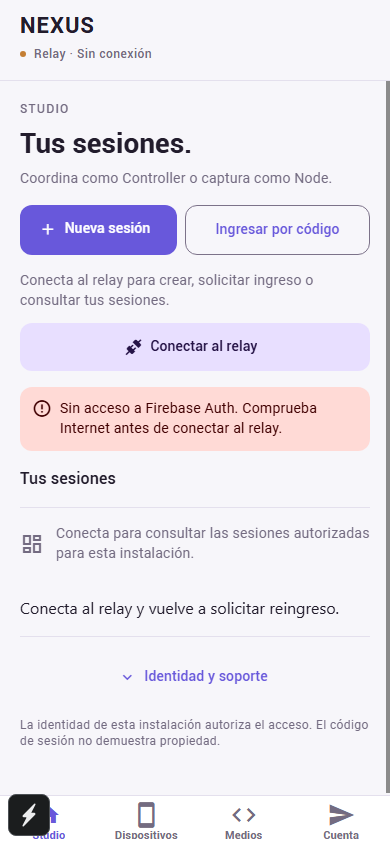 NEXUS
Relay · Sin conexión
STUDIO
Tus sesiones.
Coordina como Controller o captura como Node.
Nueva sesión
Ingresar por código
Conecta al relay para crear, solicitar ingreso o
consultar tus sesiones.
Conectar al relay
Sin acceso a Firebase Auth. Comprueba
Internet antes de conectar al relay.
Tus sesiones
Conecta para consultar las sesiones autorizadas
para esta instalación.
Conecta al relay y vuelve a solicitar reingreso.
Identidad y soporte
La identidad de esta instalación autoriza el acceso. El código
de sesión no demuestra propiedad.
Studio
Dispositivos
Medios
Cuenta